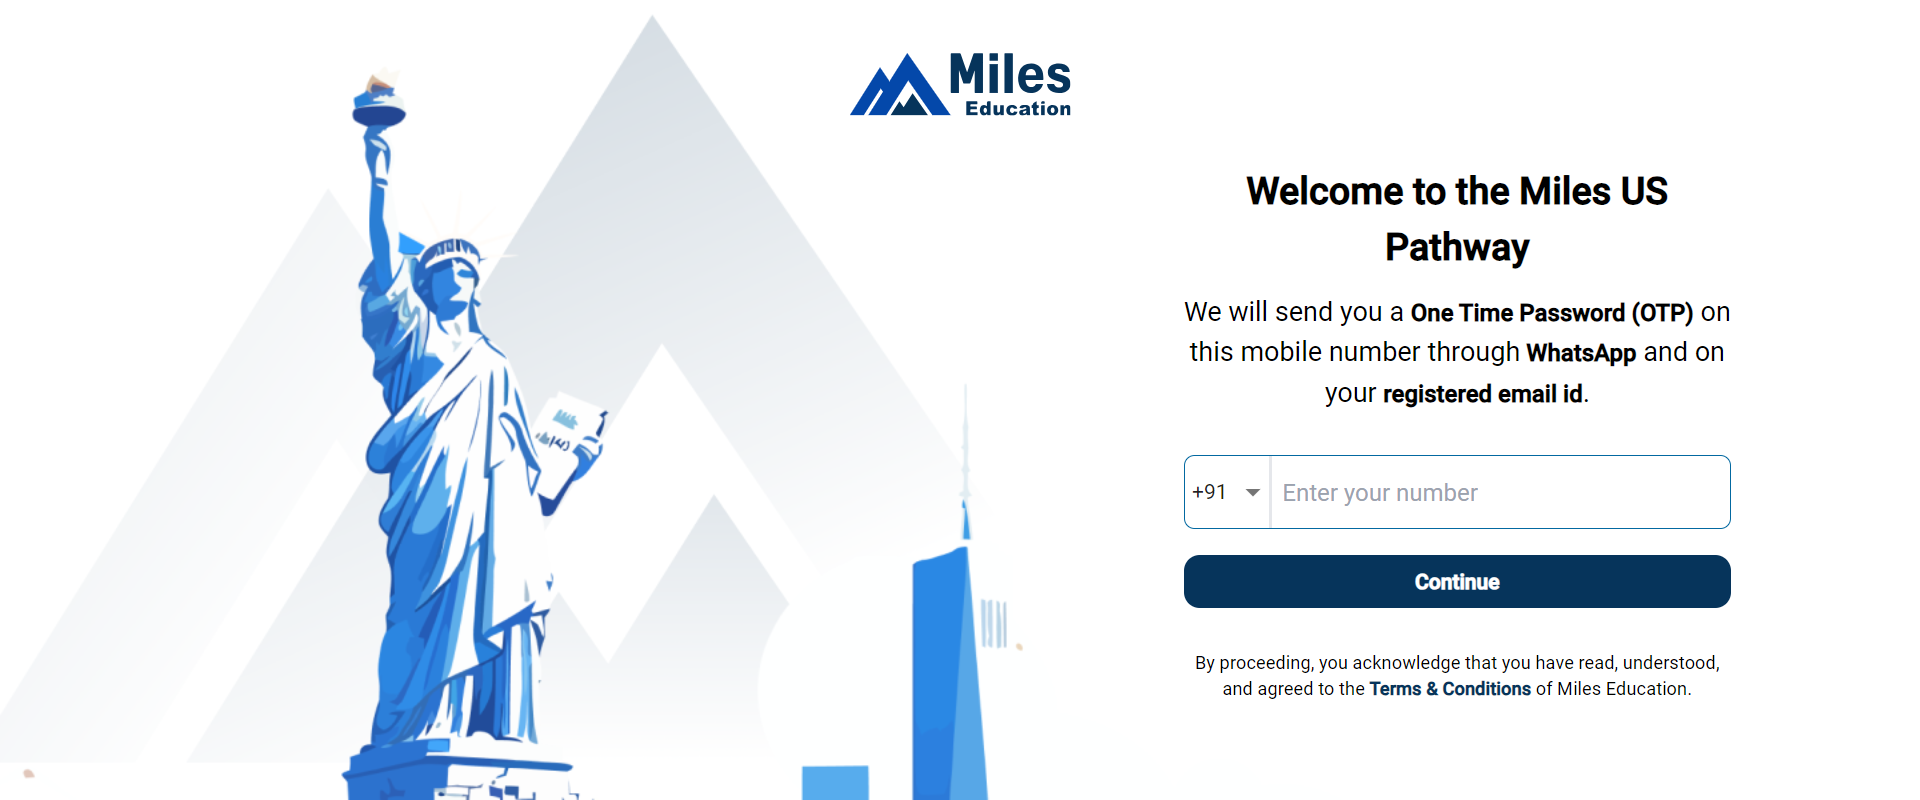 Miles
Education
Welcome to the Miles US
Pathway
We will send you a One Time Password (OTP) on
this mobile number through WhatsApp and on
your registered email id.
+91 Enter your number
Continue
By proceeding, you acknowledge that you have read, understood,
and agreed to the Terms & Conditions of Miles Education.